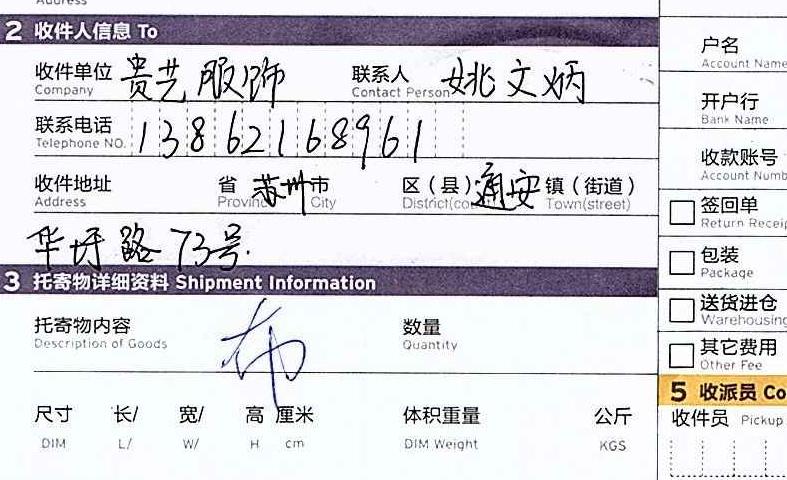 Address
2 收件人信息 To
收件单位 贵艺服饰 联系人 姚文炳
Company Contact Person
联系电话 13862168961
Telephone NO.
收件地址 省 苏州市 区（县）通安镇（街道）
Address Province City District(co Town(street)
华圩路73号.
3 托寄物详细资料 Shipment Information
托寄物内容 布 数量
Description of Goods Quantity
尺寸 长/ 宽/ 高 厘米 体积重量 公斤
DIM L/ W/ H cm DIM Weight KGS
户名
Account Name
开户行
Bank Name
收款账号
Account Numb
签回单
Return Receip
包装
Package
送货进仓
Warehousing
其它费用
Other Fee
5 收派员 Co
收件员 Pickup